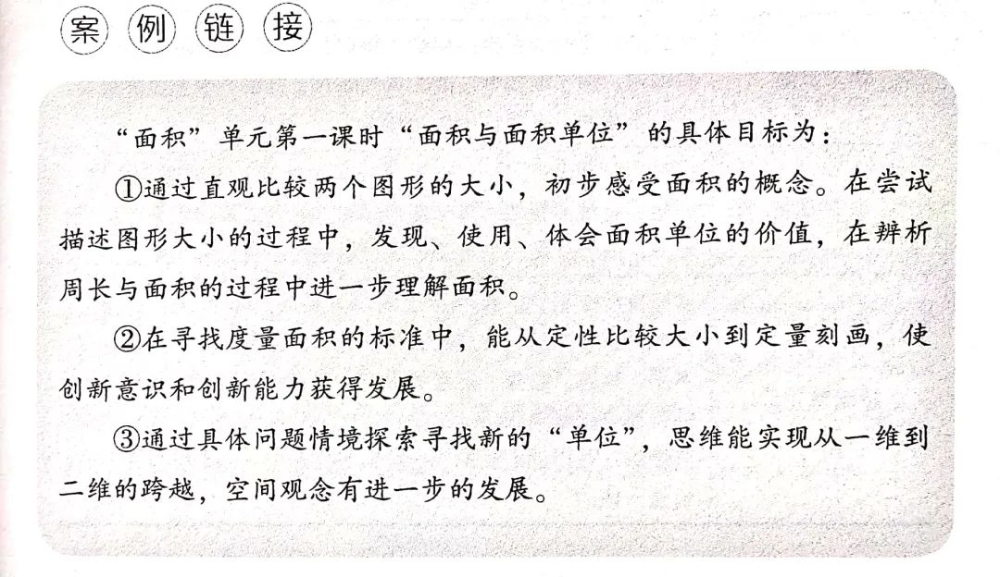 案例链接
“面积”单元第一课时“面积与面积单位”的具体目标为：
①通过直观比较两个图形的大小，初步感受面积的概念。在尝试
描述图形大小的过程中，发现、使用、体会面积单位的价值，在辨析
周长与面积的过程中进一步理解面积。
②在寻找度量面积的标准中，能从定性比较大小到定量刻画，使
创新意识和创新能力获得发展。
③通过具体问题情境探索寻找新的“单位”，思维能实现从一维到
二维的跨越，空间观念有进一步的发展。